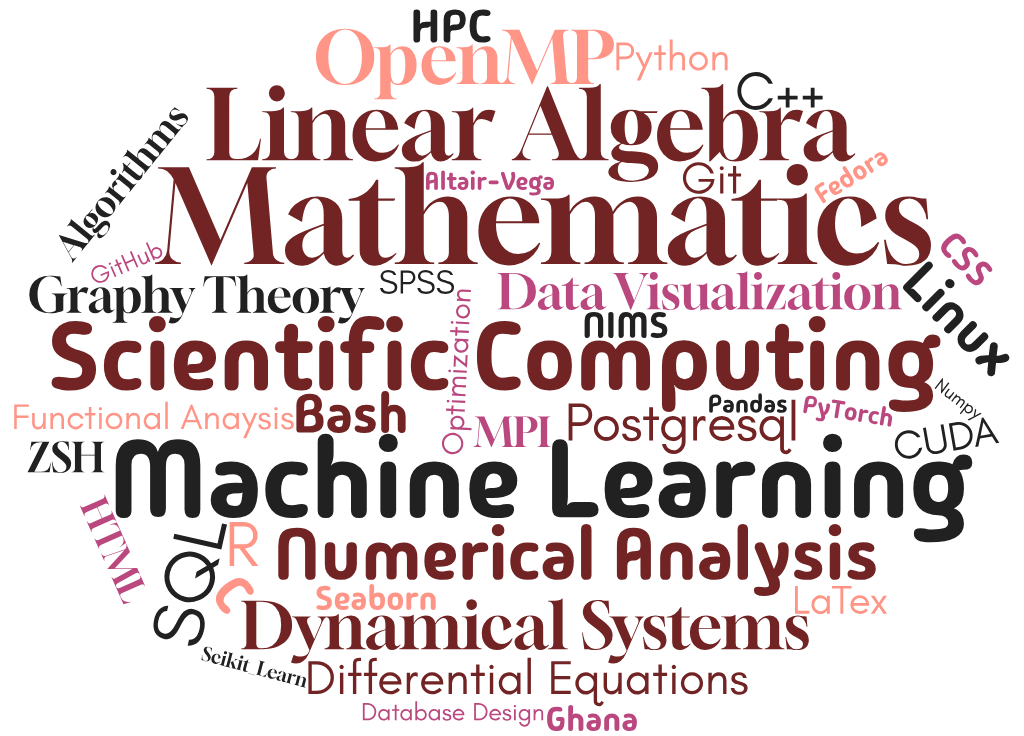 HPC
OpenMP
Python
C++
Linear Algebra
Algorithms
Mathematics
Altair-Vega
Git
Fedora
GitHub
CSS
Graphy Theory
SPSS
Data Visualization
Linux
nims
Scientific Computing
Optimization
Numpy
Functional Anaysis
Bash
MPI
Postgresql
Pandas
PyTorch
CUDA
ZSH
Machine Learning
HTML
SQL
R
Numerical Analysis
C
Seaborn
LaTex
Dynamical Systems
Scikit_Learn
Differential Equations
Database Design
Ghana